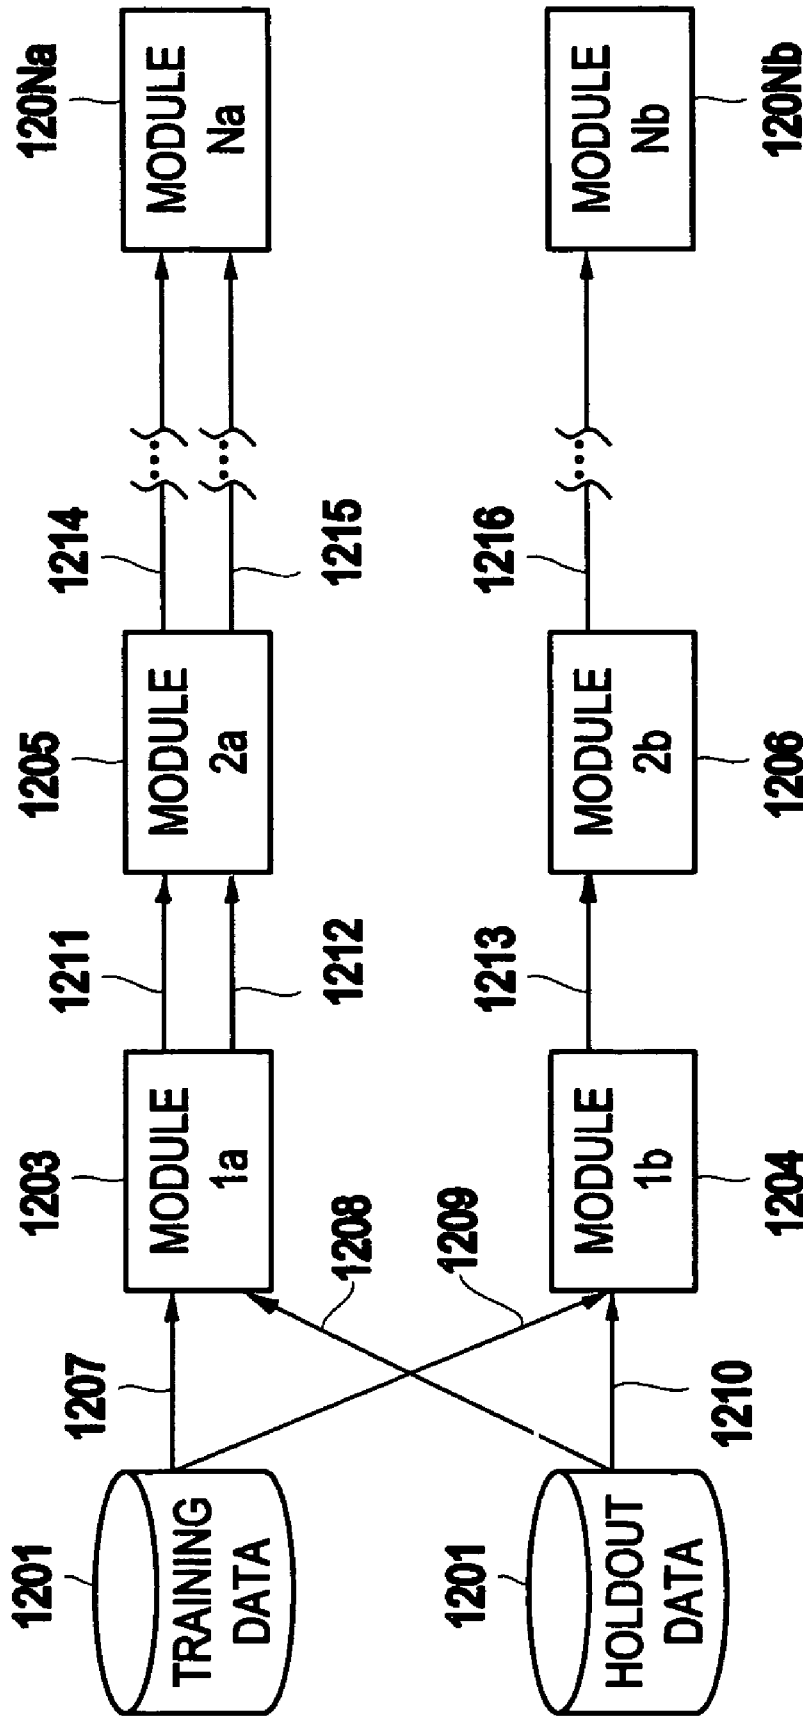 1201
TRAINING
DATA
1207
1203
MODULE
1a
1208
1211
1212
1205
MODULE
2a
1214
1215
120Na
MODULE
Na
1201
HOLDOUT
DATA
1210
1209
MODULE
1b
1204
1213
MODULE
2b
1206
1216
MODULE
Nb
120Nb